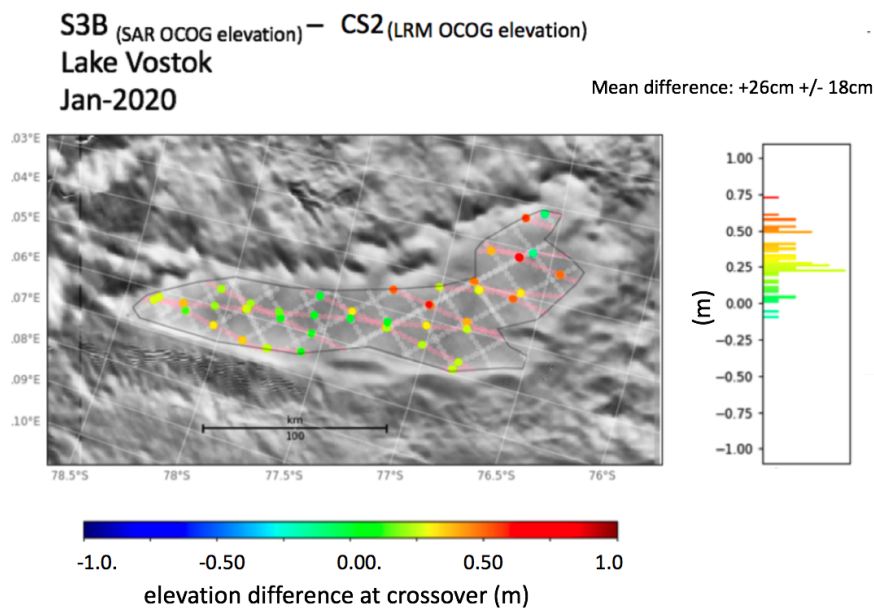 S3B (SAR OCOG elevation) – CS2 (LRM OCOG elevation)
Lake Vostok
Jan-2020
Mean difference: +26cm +/- 18cm
.03°E
.04°E
.05°E
.06°E
.07°E
.08°E
.09°E
.10°E
km
100
78.5°S 78°S 77.5°S 77°S 76.5°S 76°S
1.00
0.75
0.50
0.25
0.00
−0.25
−0.50
−0.75
−1.00
(m)
-1.0. -0.50 0.00. 0.50 1.0
elevation difference at crossover (m)